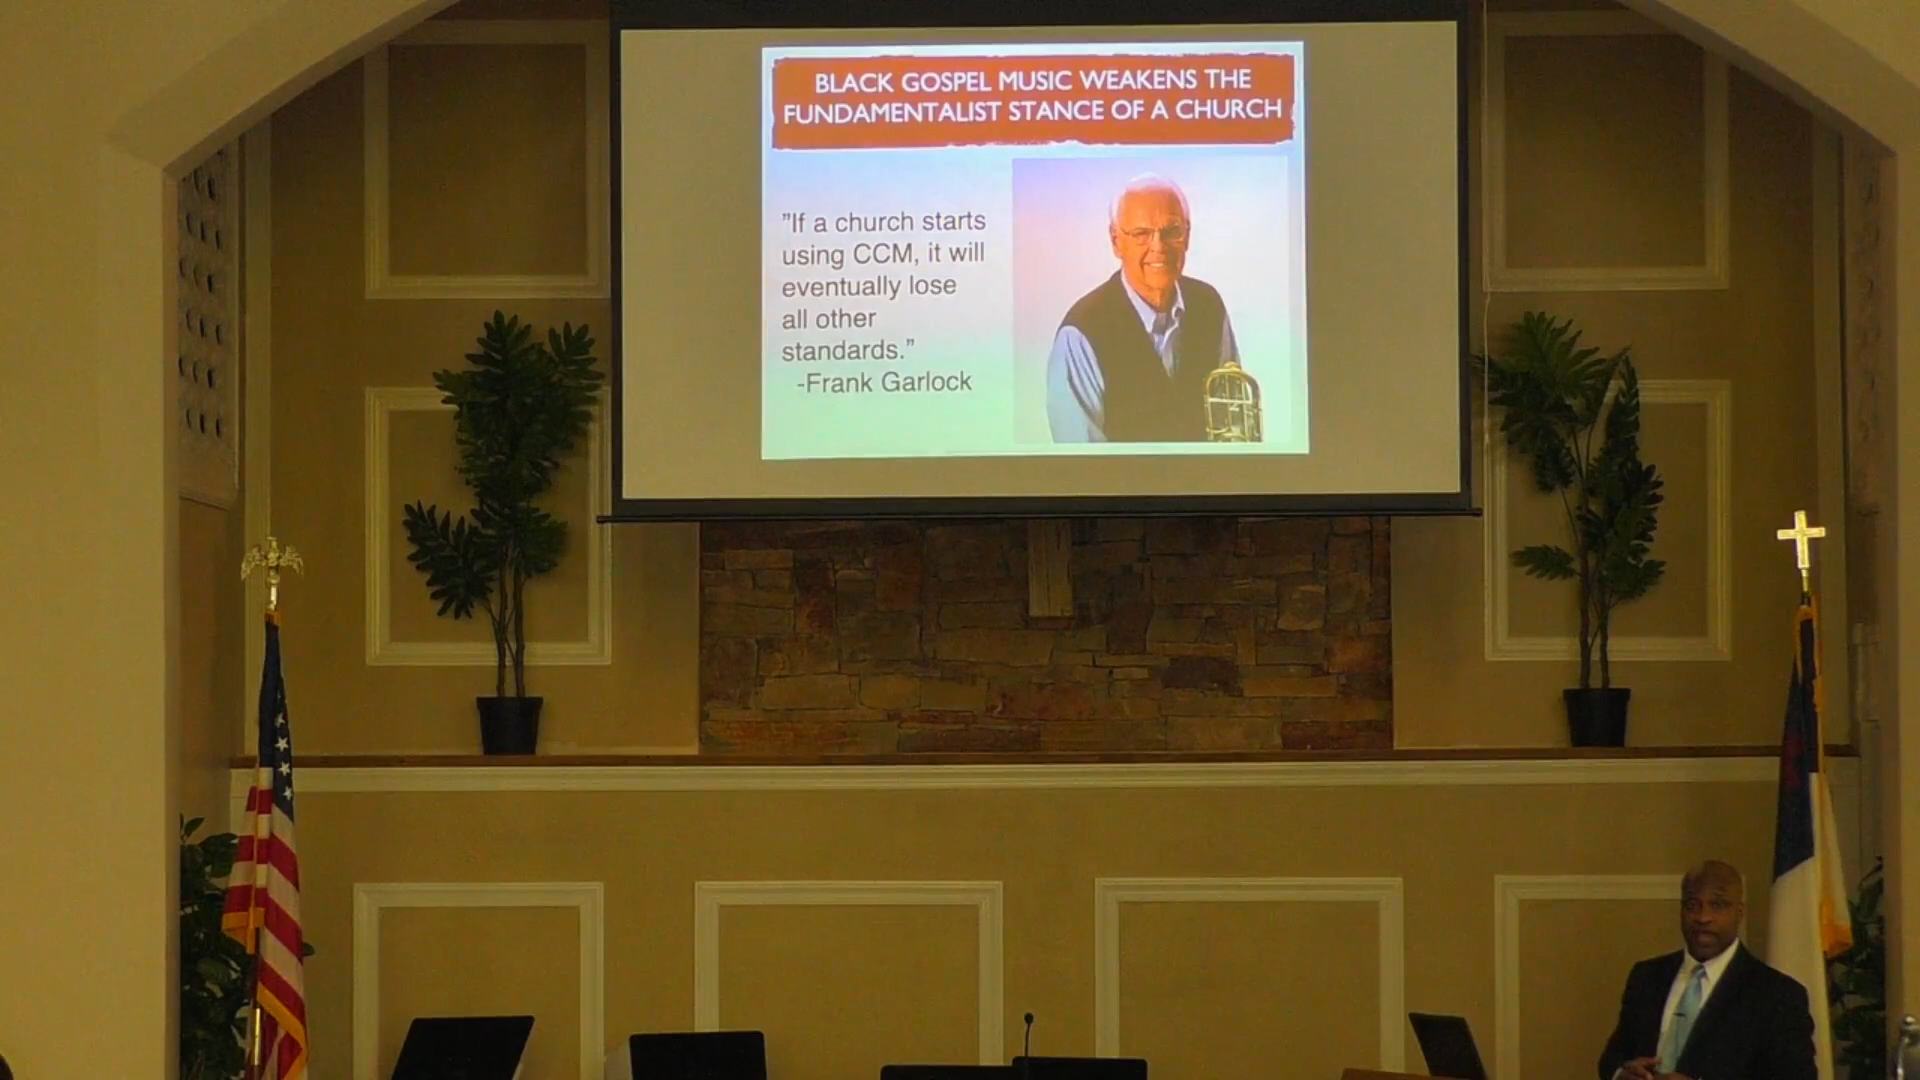 BLACK GOSPEL MUSIC WEAKENS THE
FUNDAMENTALIST STANCE OF A CHURCH
”If a church starts
using CCM, it will
eventually lose
all other
standards.”
-Frank Garlock